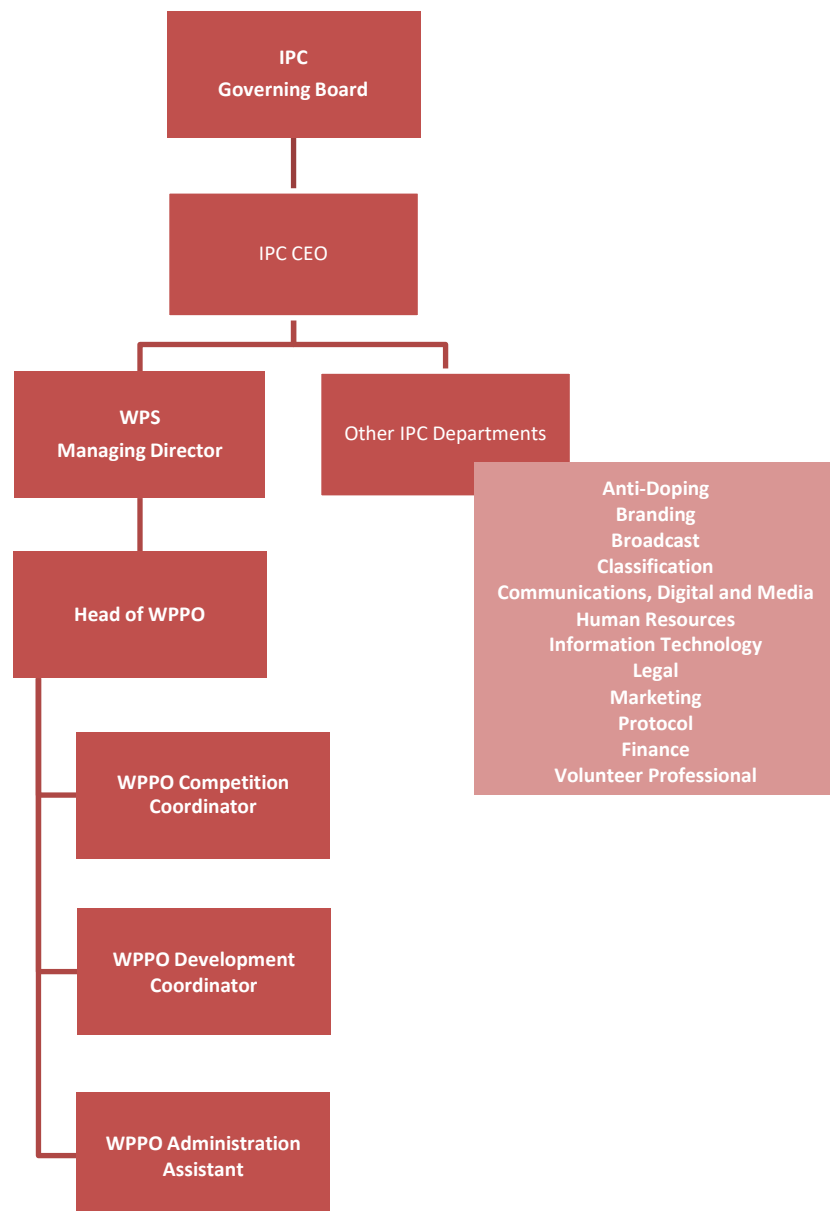 IPC
Governing Board
IPC CEO
WPS
Managing Director
Other IPC Departments
Anti-Doping
Branding
Broadcast
Classification
Communications, Digital and Media
Human Resources
Information Technology
Legal
Marketing
Protocol
Finance
Volunteer Professional
Head of WPPO
WPPO Competition
Coordinator
WPPO Development
Coordinator
WPPO Administration
Assistant